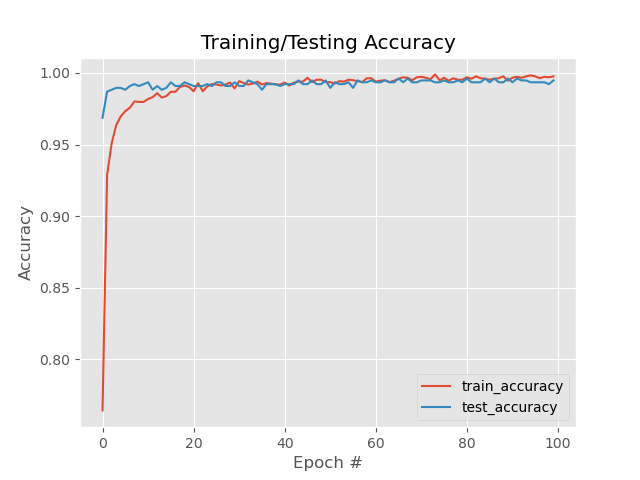 Training/Testing Accuracy
1.00
0.95
0.90
0.85
0.80
Accuracy
train_accuracy
test_accuracy
0 20 40 60 80 100
Epoch #